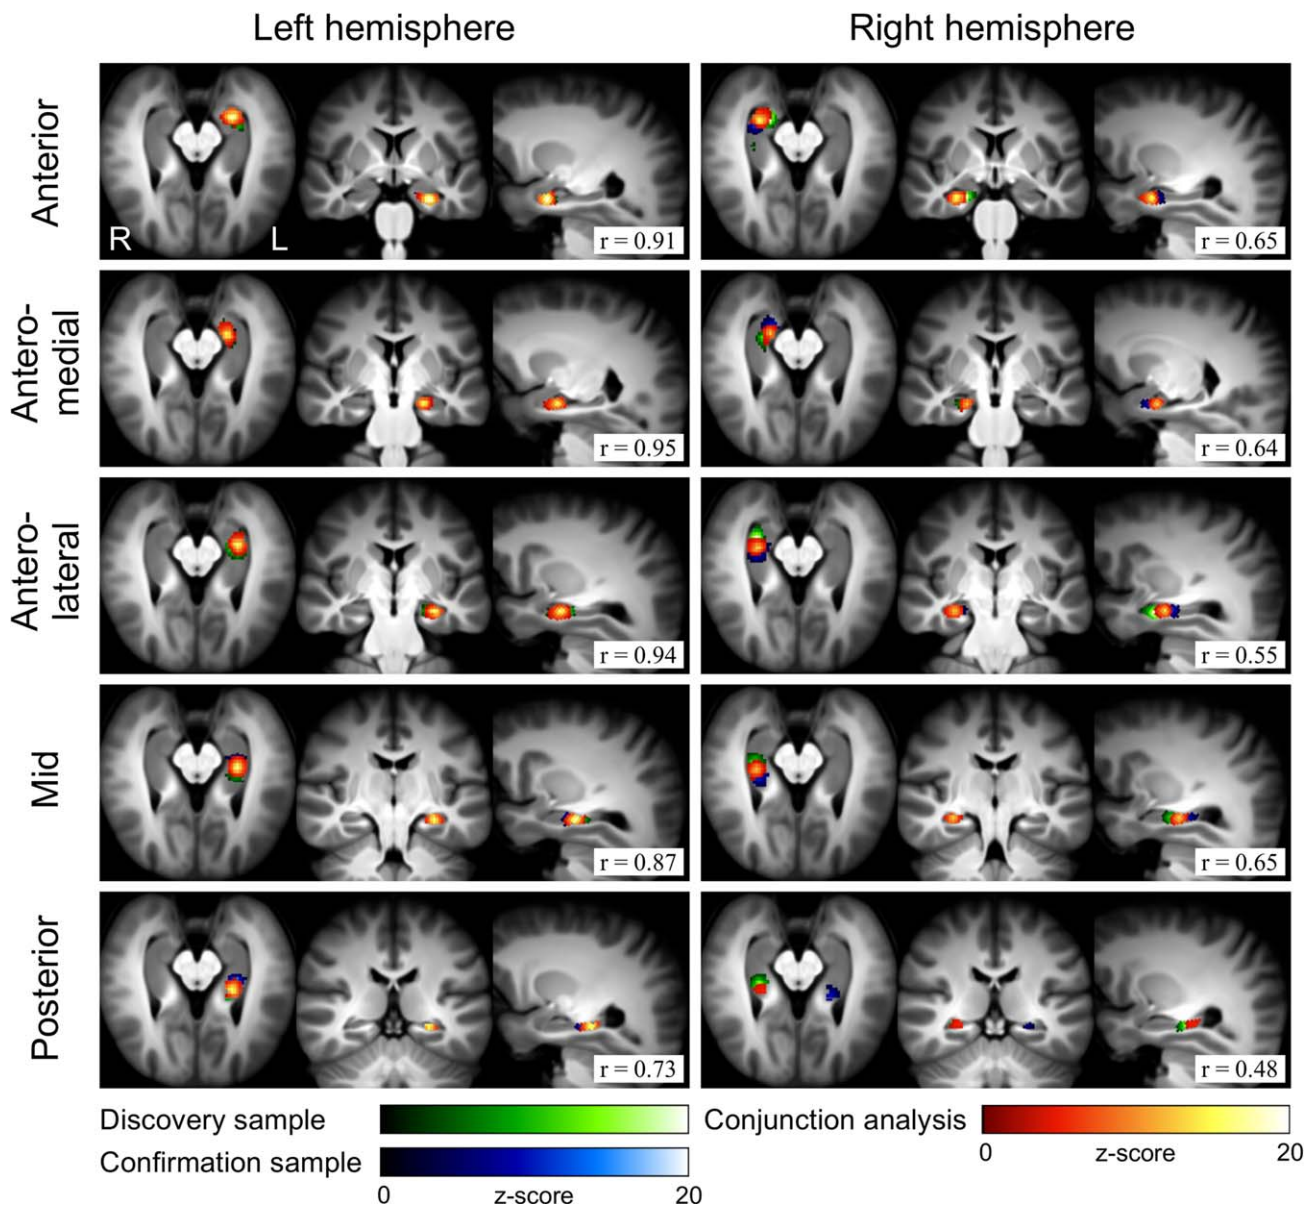 Left hemisphere
Right hemisphere
Anterior
R
L
r = 0.91
r = 0.65
Antero-
medial
r = 0.95
r = 0.64
Antero-
lateral
r = 0.94
r = 0.55
Mid
r = 0.87
r = 0.65
Posterior
r = 0.73
r = 0.48
Discovery sample
Conjunction analysis
0
z-score
20
Confirmation sample
0
z-score
20